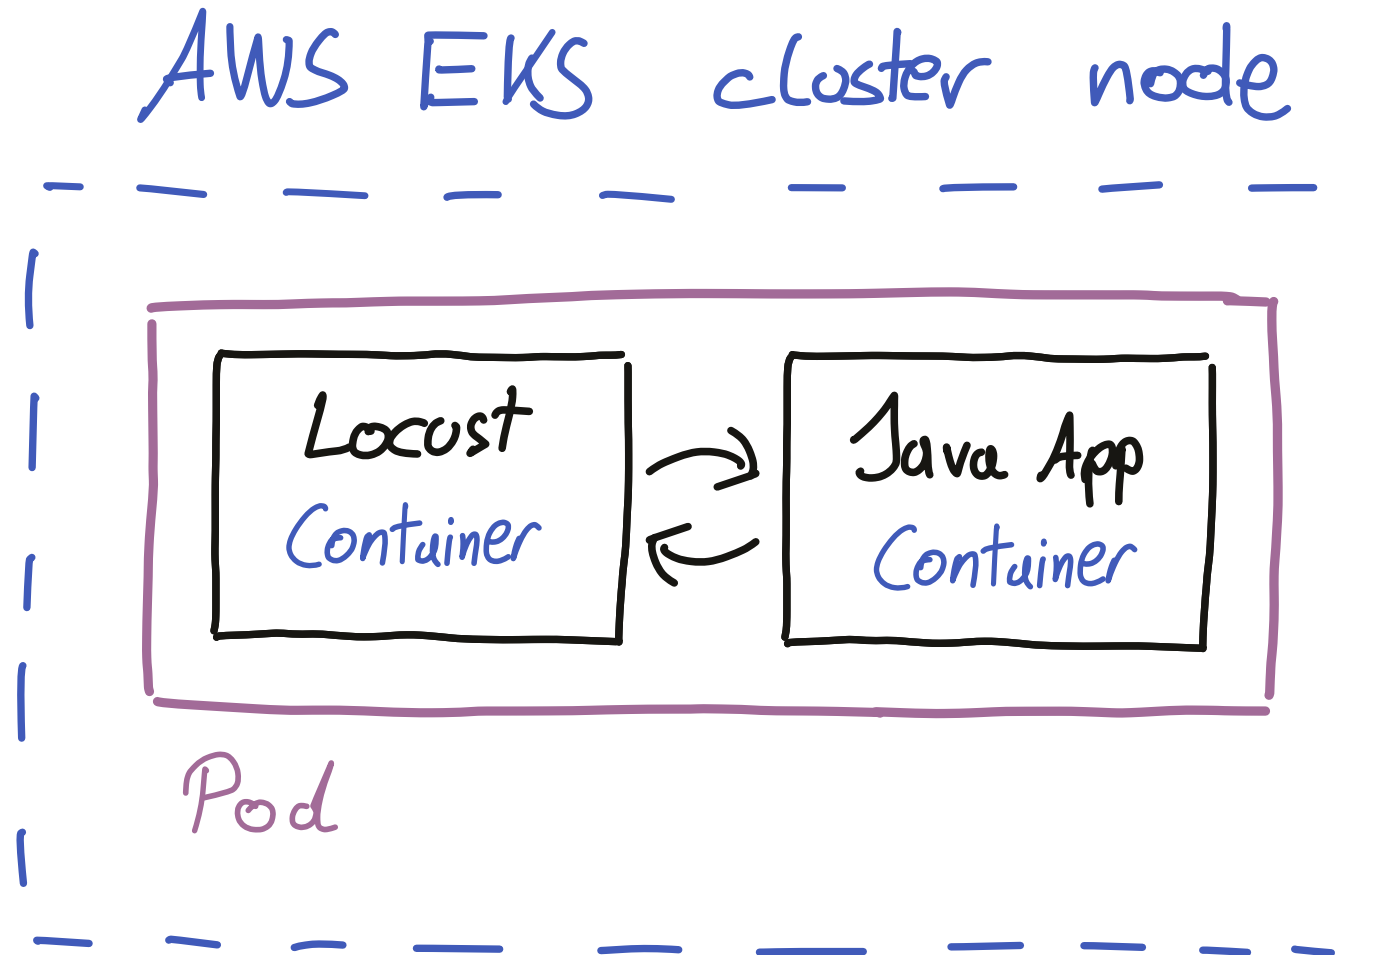 AWS EKS cluster node
Locust
Container
Java App
Container
Pod